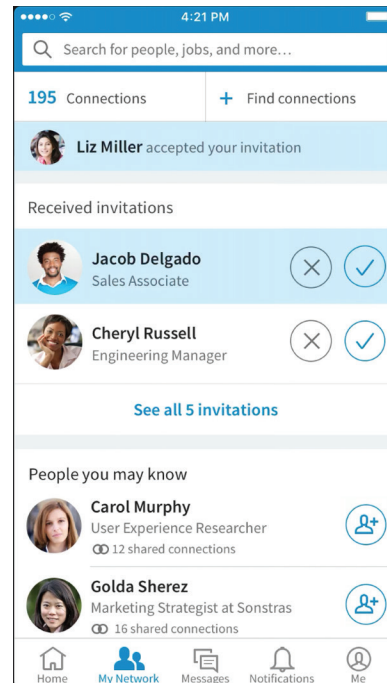 4:21 PM
Search for people, jobs, and more...
195 Connections
+ Find connections
Liz Miller accepted your invitation
Received invitations
Jacob Delgado
Sales Associate
Cheryl Russell
Engineering Manager
See all 5 invitations
People you may know
Carol Murphy
User Experience Researcher
12 shared connections
Golda Sherez
Marketing Strategist at Sonstras
16 shared connections
Home
My Network
Messages
Notifications
Me